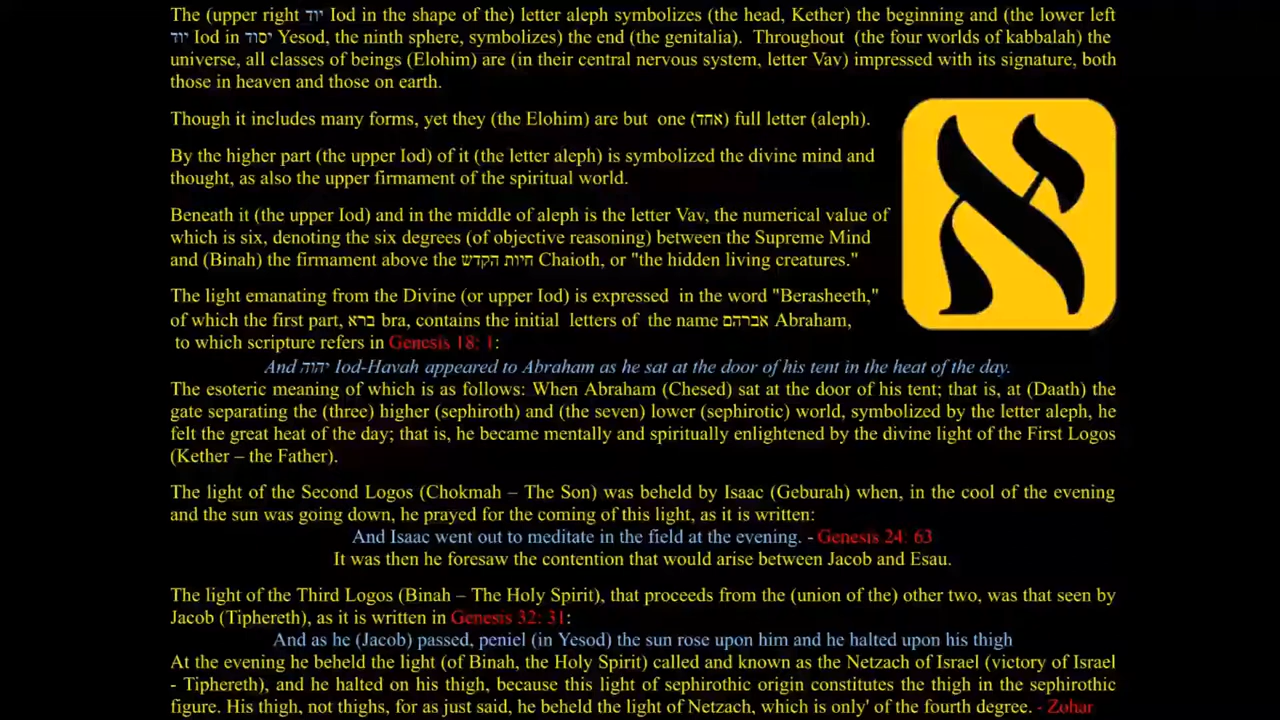 The (upper right יוד Iod in the shape of the) letter aleph symbolizes (the head, Kether) the beginning and (the lower left
יוד Iod in יסוד Yesod, the ninth sphere, symbolizes) the end (the genitalia). Throughout (the four worlds of kabbalah) the
universe, all classes of beings (Elohim) are (in their central nervous system, letter Vav) impressed with its signature, both
those in heaven and those on earth.
Though it includes many forms, yet they (the Elohim) are but one (אחד) full letter (aleph).
By the higher part (the upper Iod) of it (the letter aleph) is symbolized the divine mind and
thought, as also the upper firmament of the spiritual world.
Beneath it (the upper Iod) and in the middle of aleph is the letter Vav, the numerical value of
which is six, denoting the six degrees (of objective reasoning) between the Supreme Mind
and (Binah) the firmament above the חיות הקדש Chaioth, or "the hidden living creatures."
א
The light emanating from the Divine (or upper Iod) is expressed in the word "Berasheeth,"
of which the first part, ברא bra, contains the initial letters of the name אברהם Abraham,
to which scripture refers in Genesis 18: 1:
And יהוה Iod-Havah appeared to Abraham as he sat at the door of his tent in the heat of the day.
The esoteric meaning of which is as follows: When Abraham (Chesed) sat at the door of his tent; that is, at (Daath) the
gate separating the (three) higher (sephiroth) and (the seven) lower (sephirotic) world, symbolized by the letter aleph, he
felt the great heat of the day; that is, he became mentally and spiritually enlightened by the divine light of the First Logos
(Kether – the Father).
The light of the Second Logos (Chokmah – The Son) was beheld by Isaac (Geburah) when, in the cool of the evening
and the sun was going down, he prayed for the coming of this light, as it is written:
And Isaac went out to meditate in the field at the evening. - Genesis 24: 63
It was then he foresaw the contention that would arise between Jacob and Esau.
The light of the Third Logos (Binah – The Holy Spirit), that proceeds from the (union of the) other two, was that seen by
Jacob (Tiphereth), as it is written in Genesis 32: 31:
And as he (Jacob) passed, peniel (in Yesod) the sun rose upon him and he halted upon his thigh
At the evening he beheld the light (of Binah, the Holy Spirit) called and known as the Netzach of Israel (victory of Israel
- Tiphereth), and he halted on his thigh, because this light of sephirothic origin constitutes the thigh in the sephirothic
figure. His thigh, not thighs, for as just said, he beheld the light of Netzach, which is only' of the fourth degree. - Zohar